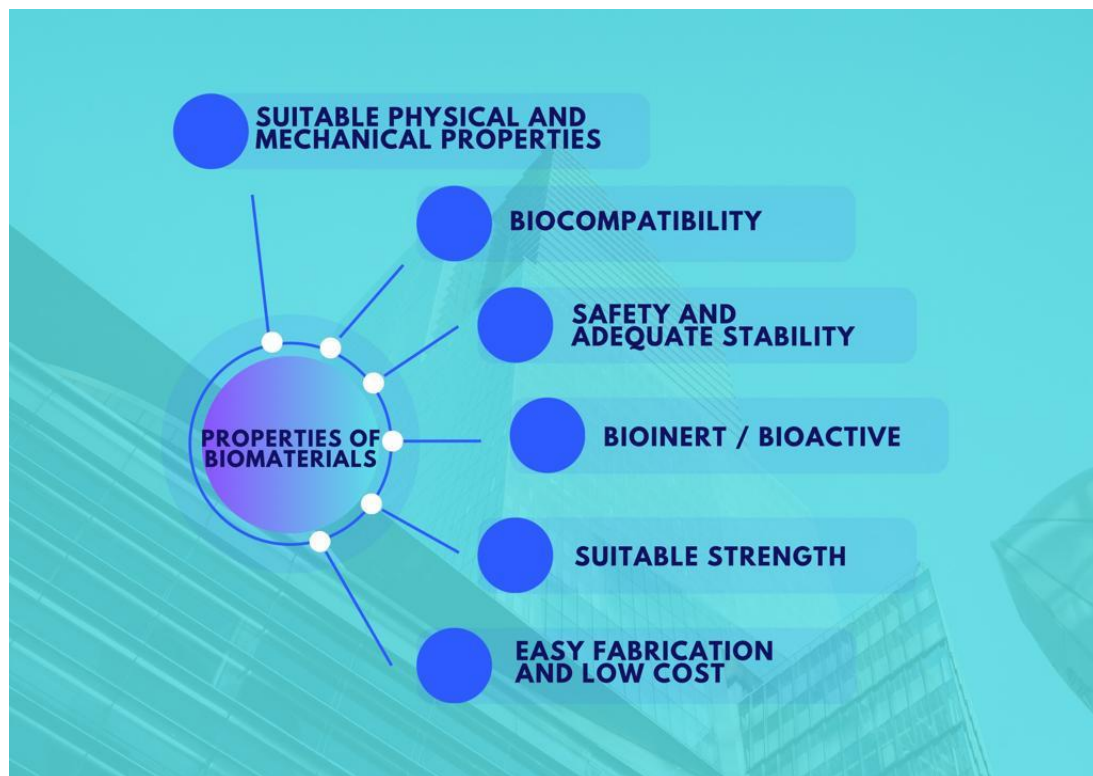 SUITABLE PHYSICAL AND
MECHANICAL PROPERTIES
BIOCOMPATIBILITY
SAFETY AND
ADEQUATE STABILITY
PROPERTIES OF
BIOMATERIALS
BIOINERT / BIOACTIVE
SUITABLE STRENGTH
EASY FABRICATION
AND LOW COST